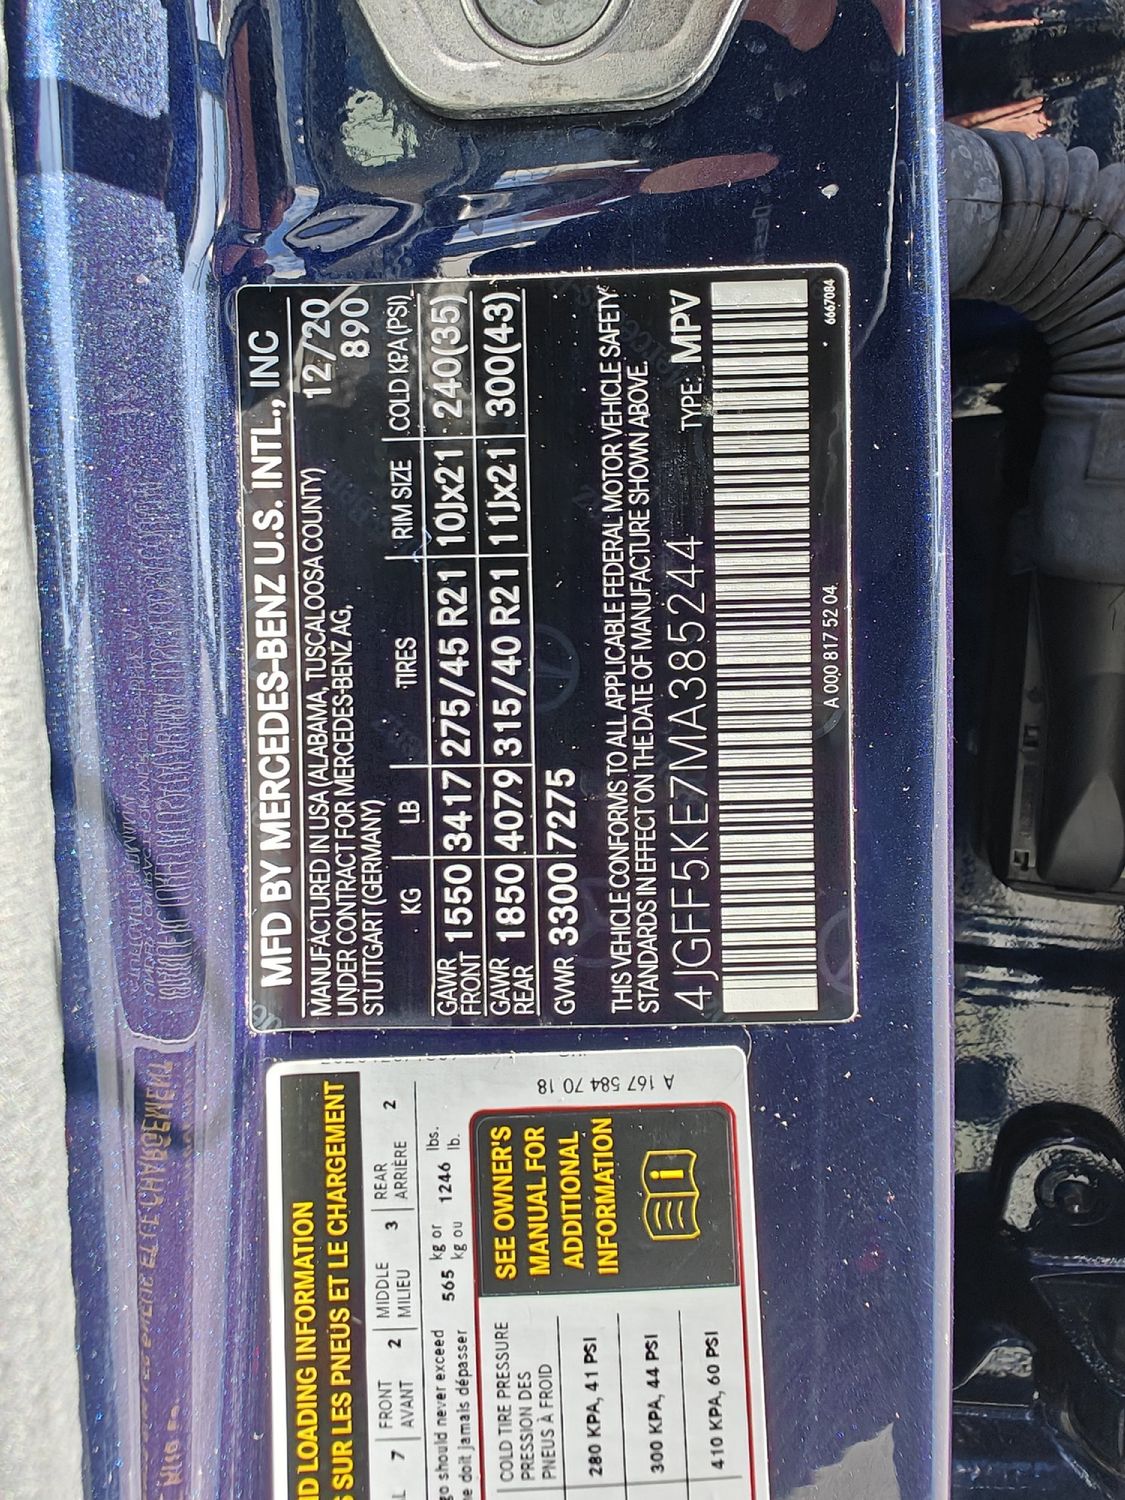 MFD BY MERCEDES-BENZ U.S. INTL., INC
MANUFACTURED IN USA (ALABAMA, TUSCALOOSA COUNTY) 12/20
UNDER CONTRACT FOR MERCEDES-BENZ AG, 890
STUTTGART (GERMANY)
KG LB TIRES RIM SIZE COLD KPA (PSI)
GAWR FRONT 1550 3417 275/45 R21 10Jx21 240(35)
GAWR REAR 1850 4079 315/40 R21 11Jx21 300(43)
GVWR 3300 7275
THIS VEHICLE CONFORMS TO ALL APPLICABLE FEDERAL MOTOR VEHICLE SAFETY
STANDARDS IN EFFECT ON THE DATE OF MANUFACTURE SHOWN ABOVE.
4JGFF5KE7MA385244 TYPE: MPV
A 000 817 52 04 6667084
LOADING INFORMATION
SUR LES PNEUS ET LE CHARGEMENT
7 FRONT 2 MIDDLE 3 REAR 2
AVANT MILIEU ARRIÈRE
should never exceed 565 kg or 1246 lbs.
doit jamais dépasser kg ou lb.
COLD TIRE PRESSURE
PRESSION DES
PNEUS À FROID
280 KPA, 41 PSI
300 KPA, 44 PSI
410 KPA, 60 PSI
SEE OWNER'S
MANUAL FOR
ADDITIONAL
INFORMATION
A 167 584 70 18